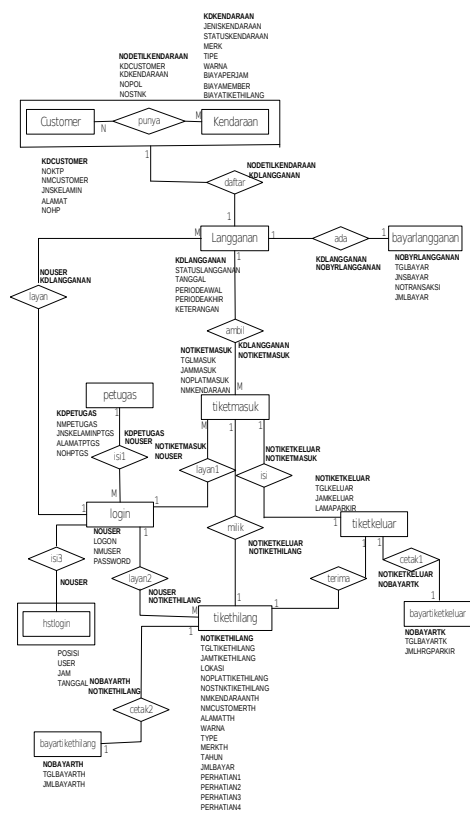 KDKENDARAAN
JENISKENDARAAN
STATUSKENDARAAN
MERK
TIPE
WARNA
BIAYAPERJAM
BIAYAMEMBER
BIAYATIKETHILANG
NODETILKENDARAAN
KDCUSTOMER
KDKENDARAAN
NOPOL
NOSTNK
Customer
N
punya
M
Kendaraan
1
KDCUSTOMER
NOKTP
NMCUSTOMER
JNSKELAMIN
ALAMAT
NOHP
NODETILKENDARAAN
KDLANGGANAN
daftar
1
M
Langganan
1
ada
1
bayarlangganan
KDLANGGANAN
NOBYRLANGGANAN
NOBYRLANGGANAN
TGLBAYAR
JNSBAYAR
NOTRANSAKSI
JMLBAYAR
1
KDLANGGANAN
STATUSLANGGANAN
TANGGAL
PERIODEAWAL
PERIODEAKHIR
KETERANGAN
NOUSER
KDLANGGANAN
layan
ambil
KDLANGGANAN
NOTIKETMASUK
NOTIKETMASUK
TGLMASUK
JAMMASUK
NOPLATMASUK
NMKENDARAAN
M
petugas
1
KDPETUGAS
NMPETUGAS
JNSKELAMINPTGS
ALAMATPTGS
NOHPTGS
KDPETUGAS
NOUSER
isi1
M
tiketmasuk
M
1
1
NOTIKETMASUK
NOUSER
layan1
isi
NOTIKETKELUAR
NOTIKETMASUK
NOTIKETKELUAR
TGLKELUAR
JAMKELUAR
LAMAPARKIR
1
login
1
1
1
NOUSER
LOGON
NMUSER
PASSWORD
milik
NOTIKETKELUAR
NOTIKETHILANG
1
tiketkeluar
1
1
isi3
NOUSER
layan2
NOUSER
NOTIKETHILANG
terima
cetak1
NOTIKETKELUAR
NOBAYARTK
1
hstlogin
POSISI
USER
JAM
TANGGAL
M
tikethilang
1
1
1
1
bayartiketkeluar
NOBAYARTK
TGLBAYARTK
JMLHRGPARKIR
NOTIKETHILANG
TGLTIKETHILANG
JAMTIKETHILANG
LOKASI
NOPLATTIKETHILANG
NOSTNKTIKETHILANG
NMKENDARAANTH
NMCUSTOMERTH
ALAMATTH
WARNA
TYPE
MERKTH
TAHUN
JMLBAYAR
PERHATIAN1
PERHATIAN2
PERHATIAN3
PERHATIAN4
NOBAYARTH
NOTIKETHILANG
cetak2
bayartikethilang
1
NOBAYARTH
TGLBAYARTH
JMLBAYARTH